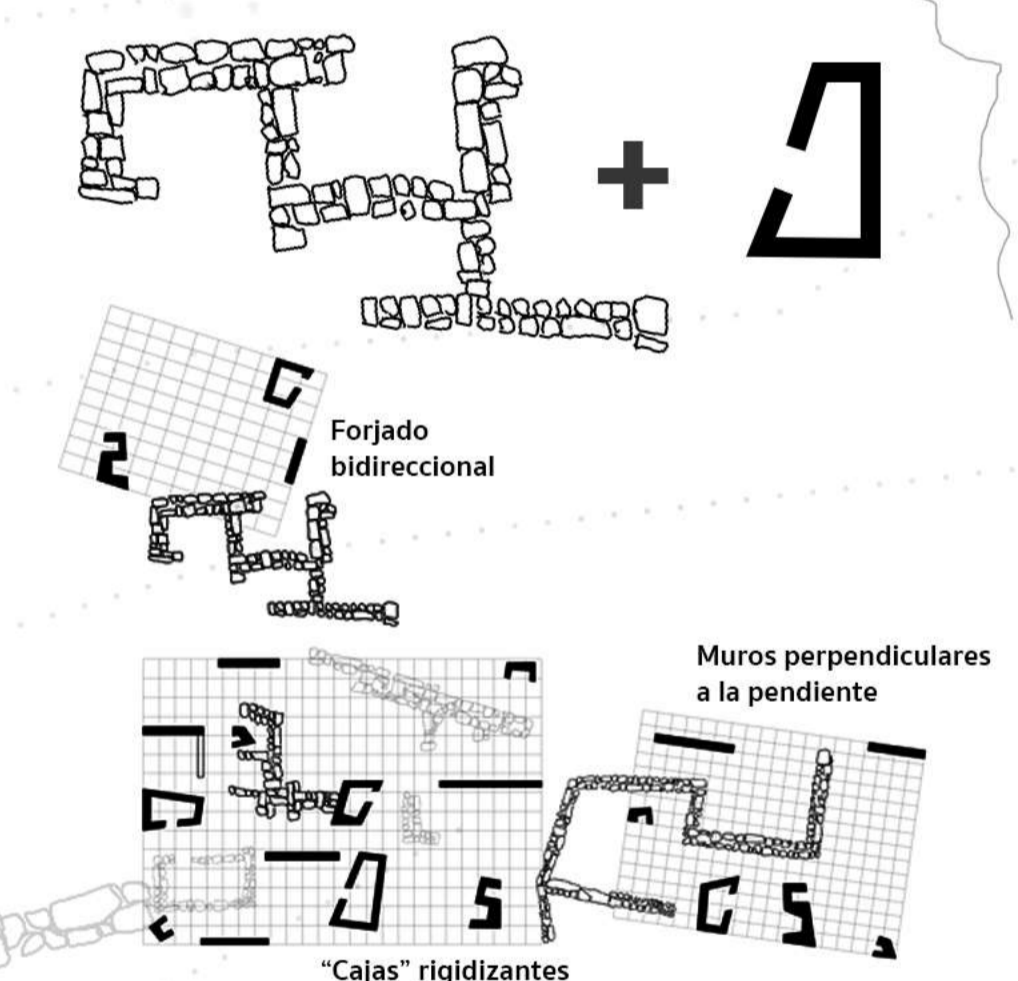 Forjado
bidireccional
Muros perpendiculares
a la pendiente
“Cajas” rigidizantes